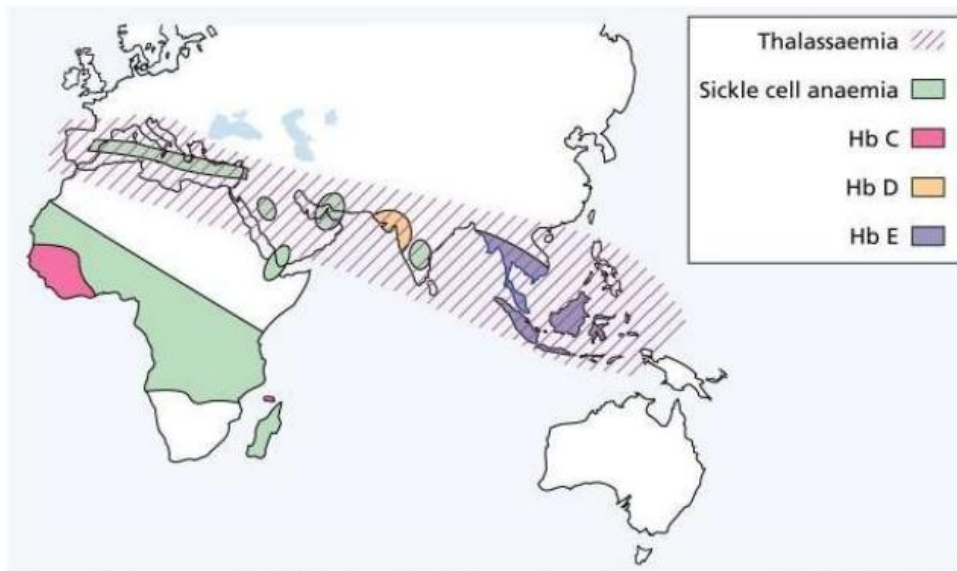 Thalassaemia
Sickle cell anaemia
Hb C
Hb D
Hb E